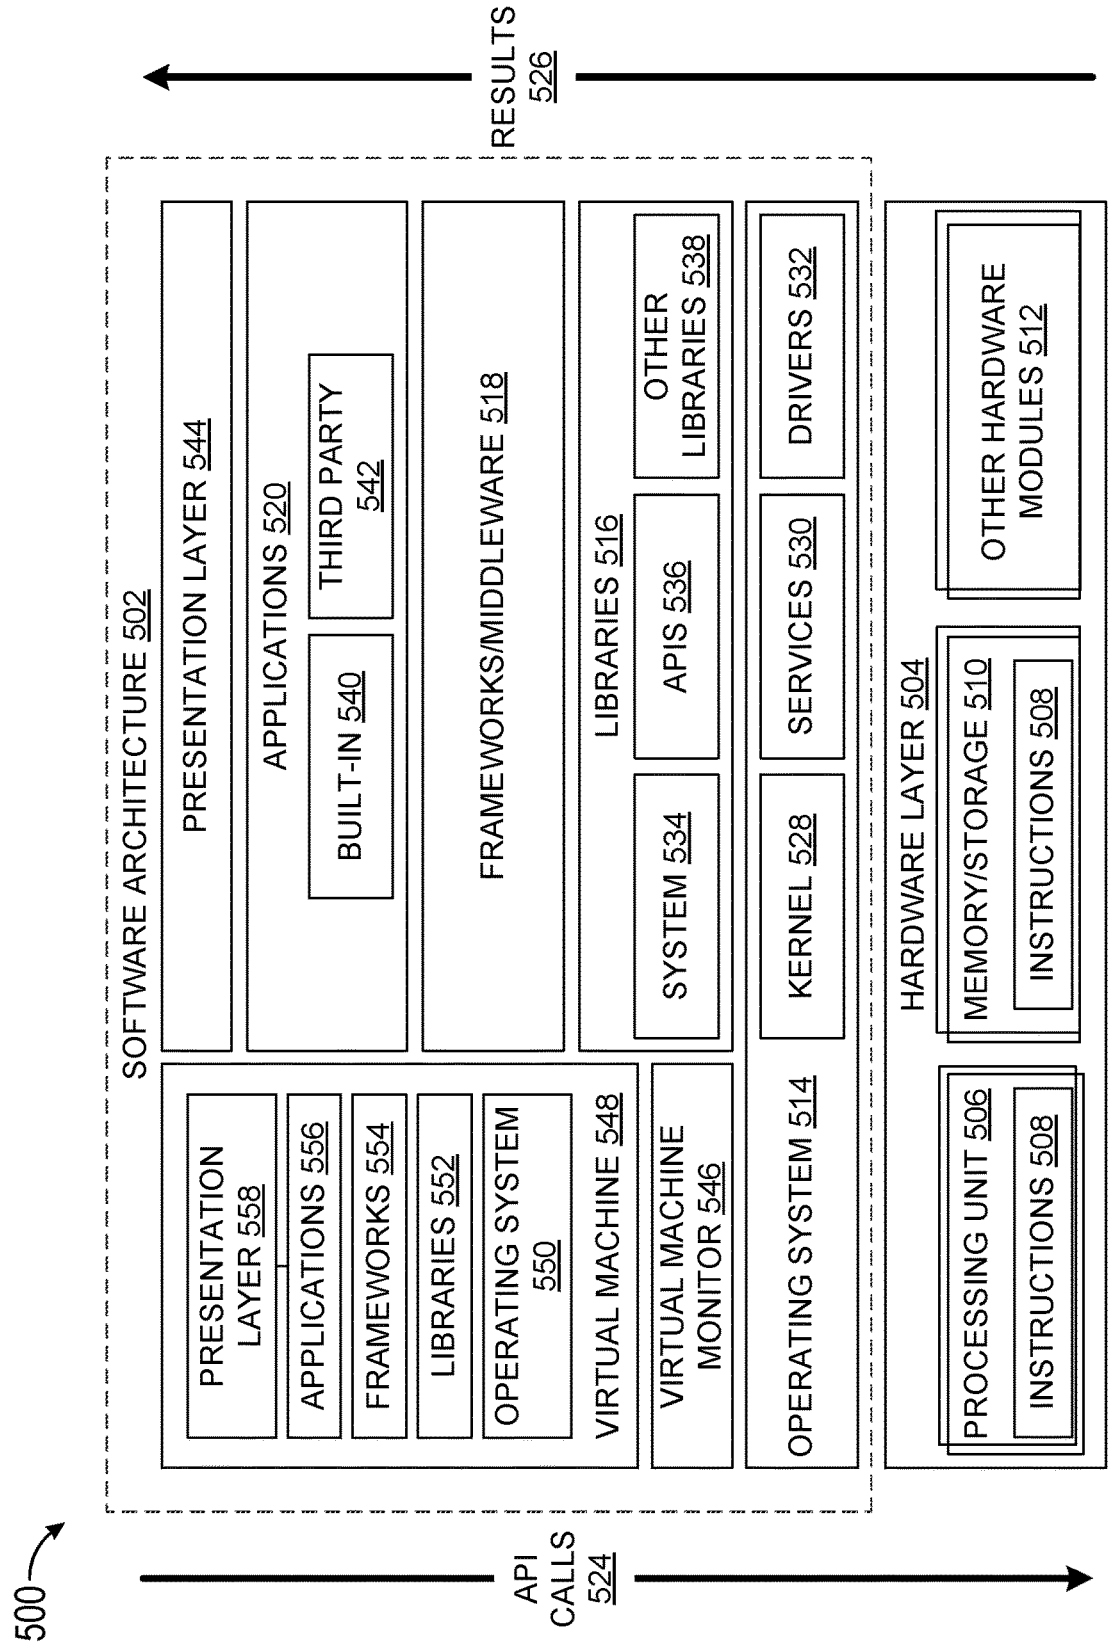 500
SOFTWARE ARCHITECTURE 502
PRESENTATION
LAYER 558
APPLICATIONS 556
FRAMEWORKS 554
LIBRARIES 552
OPERATING SYSTEM
550
VIRTUAL MACHINE 548
VIRTUAL MACHINE
MONITOR 546
PRESENTATION LAYER 544
APPLICATIONS 520
BUILT-IN 540
THIRD PARTY
542
FRAMEWORKS/MIDDLEWARE 518
LIBRARIES 516
SYSTEM 534
APIS 536
OTHER
LIBRARIES 538
OPERATING SYSTEM 514
KERNEL 528
SERVICES 530
DRIVERS 532
HARDWARE LAYER 504
PROCESSING UNIT 506
INSTRUCTIONS 508
MEMORY/STORAGE 510
INSTRUCTIONS 508
OTHER HARDWARE
MODULES 512
API
CALLS
524
RESULTS
526